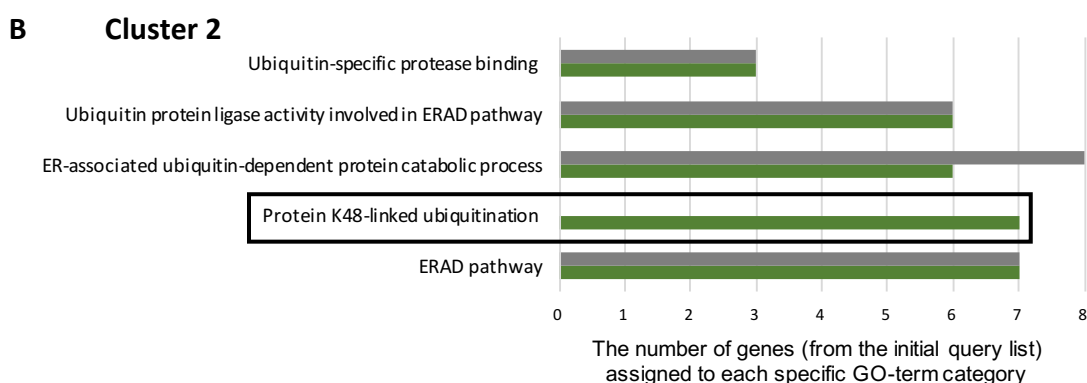 B Cluster 2
Ubiquitin-specific protease binding
Ubiquitin protein ligase activity involved in ERAD pathway
ER-associated ubiquitin-dependent protein catabolic process
Protein K48-linked ubiquitination
ERAD pathway
0 1 2 3 4 5 6 7 8
The number of genes (from the initial query list)
assigned to each specific GO-term category